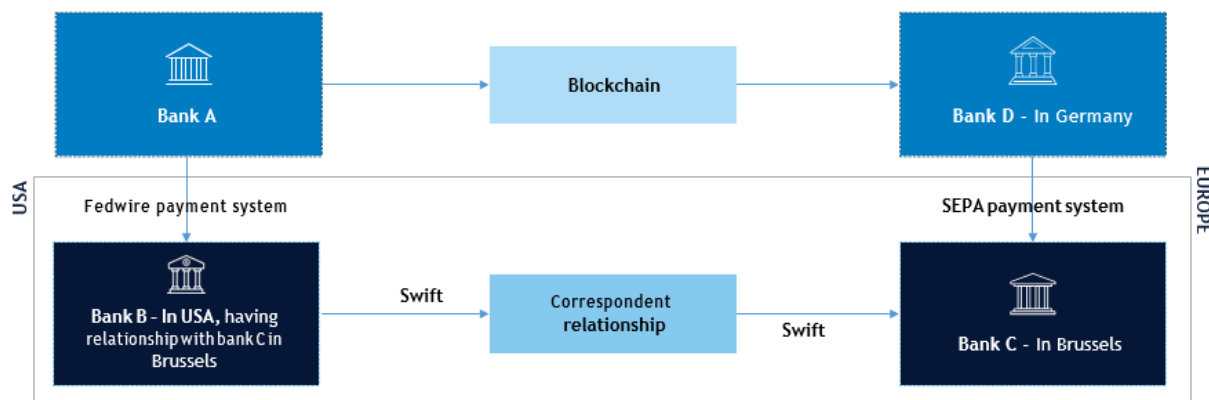 Bank A
Blockchain
Bank D - In Germany
USA
EUROPE
Fedwire payment system
SEPA payment system
Bank B - In USA, having
relationship with bank C in
Brussels
Swift
Correspondent
relationship
Swift
Bank C - In Brussels